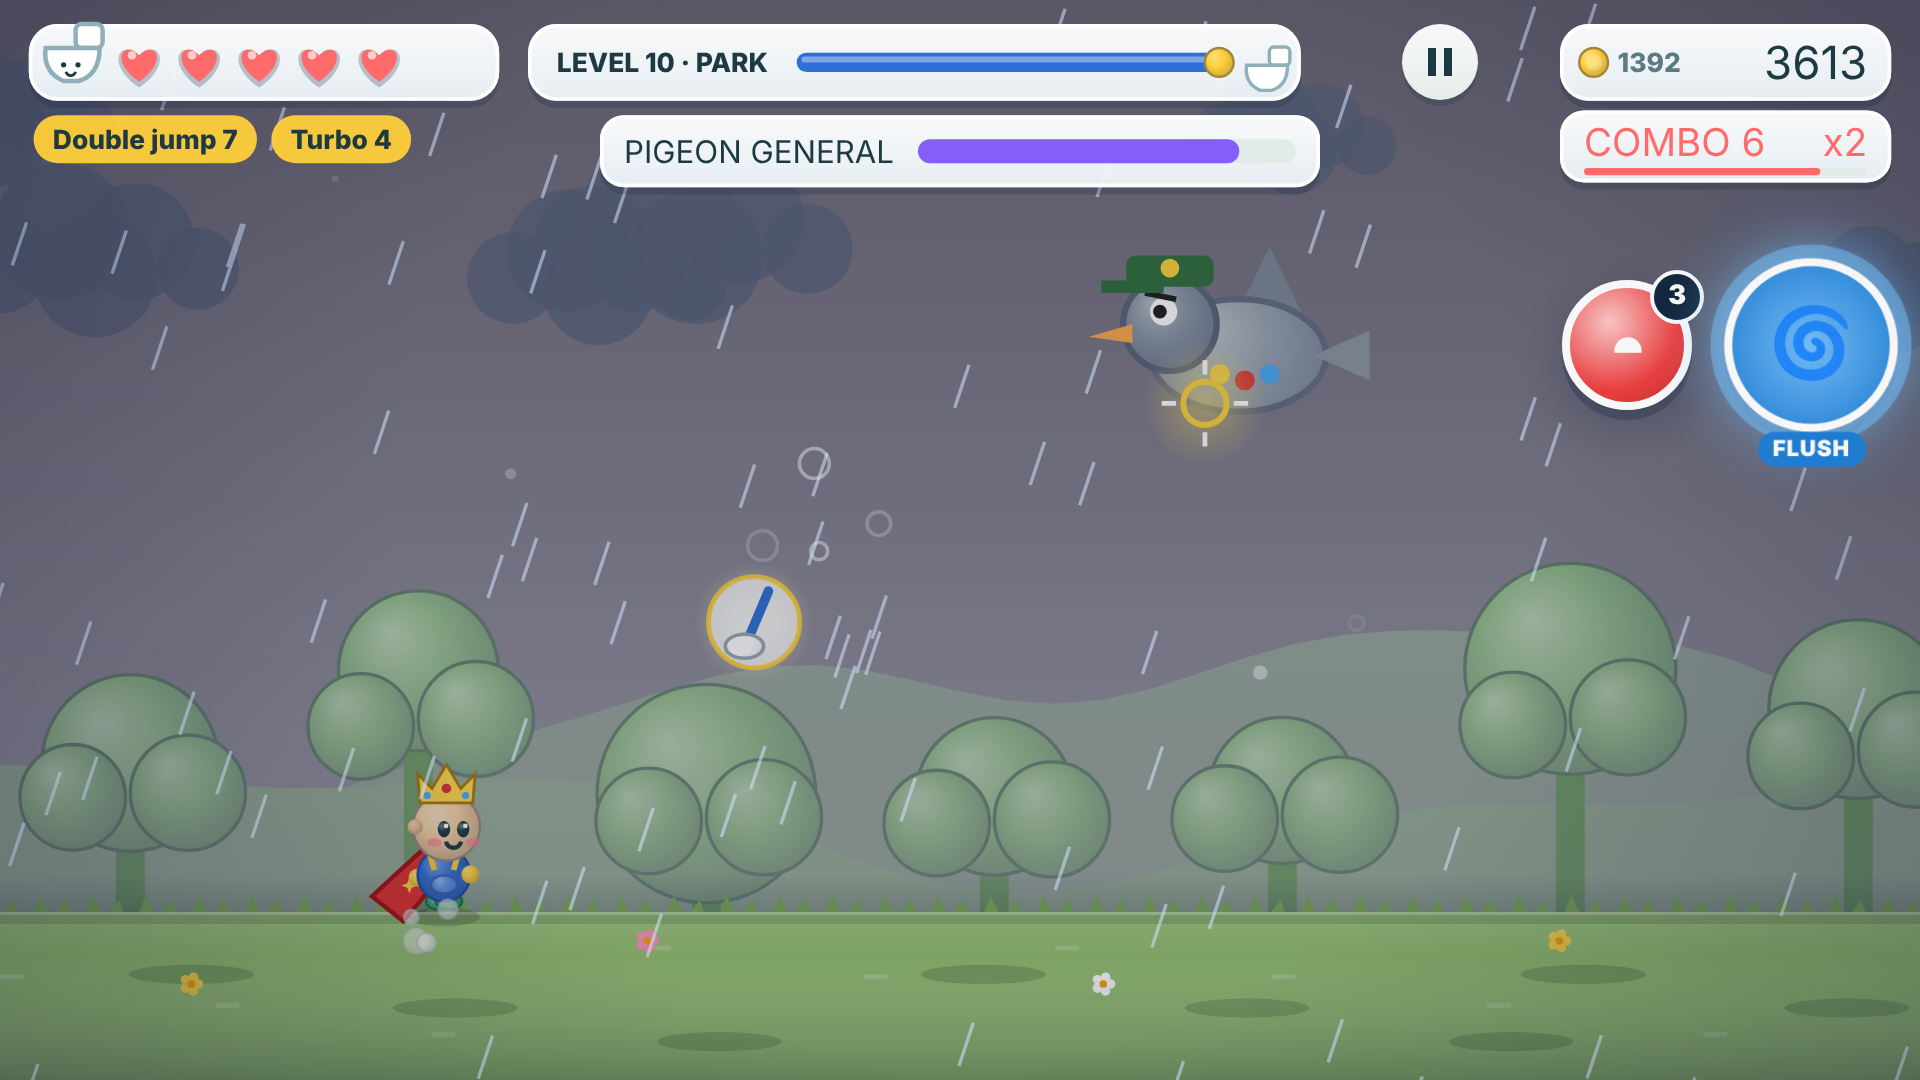 LEVEL 10 · PARK
1392
3613
Double jump 7
Turbo 4
PIGEON GENERAL
COMBO 6
x2
3
FLUSH